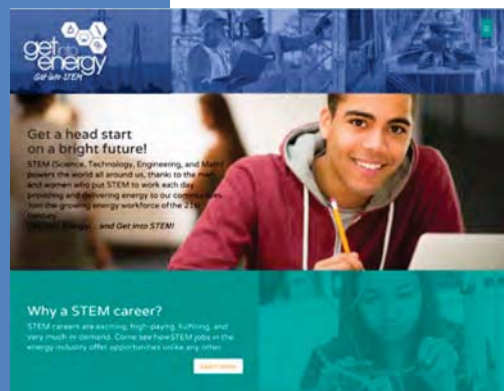 get into
energy
Get into STEM
Get a head start
on a bright future!
STEM (Science, Technology, Engineering, and Math)
powers the world all around us, thanks to the men
and women who put STEM to work each day
providing and delivering energy to our communities.
Join the growing energy workforce of the 21st
century.
Energy... and Get into STEM!
Why a STEM career?
STEM careers are exciting, high-paying, fulfilling, and
very much in demand. Come see how STEM jobs in the
energy industry offer opportunities unlike any other.